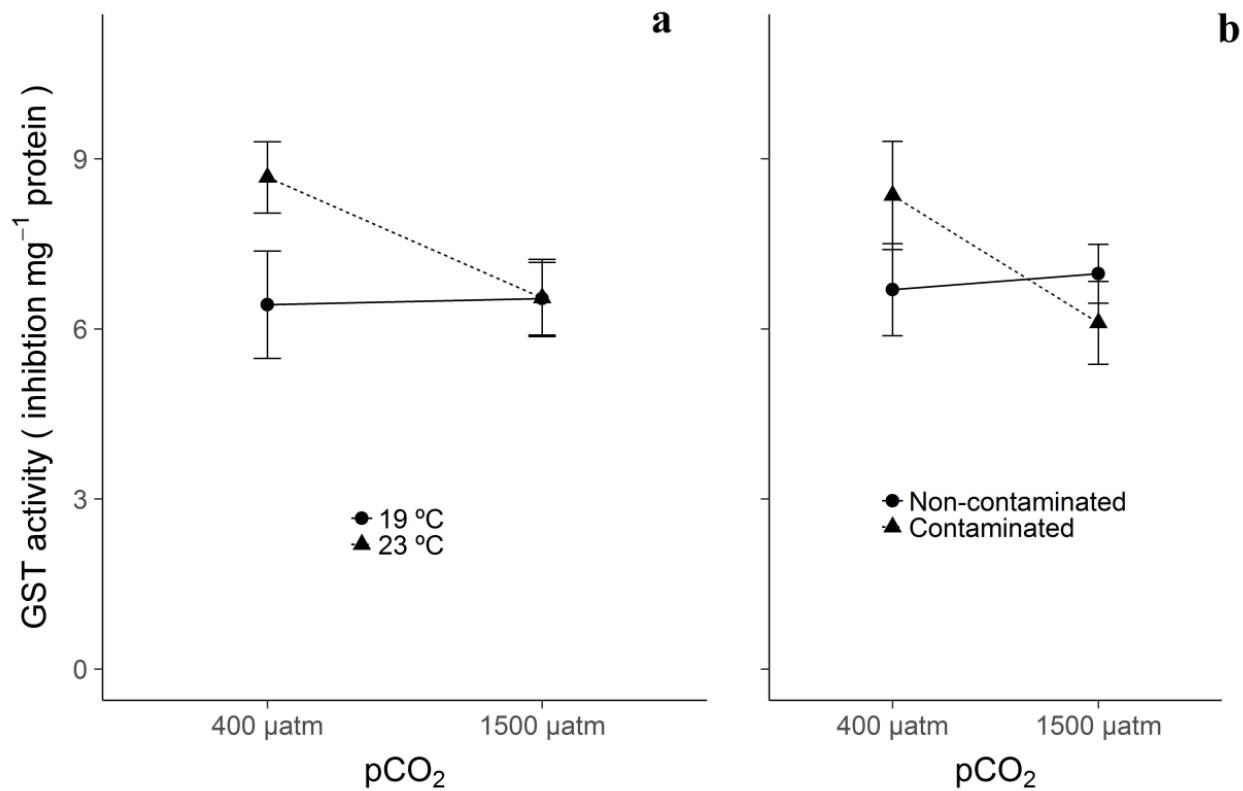 a
b
GST activity ( inhibtion mg⁻¹ protein )
9
6
3
0
19 ºC
23 ºC
Non-contaminated
Contaminated
400 µatm 1500 µatm
400 µatm 1500 µatm
pCO₂
pCO₂